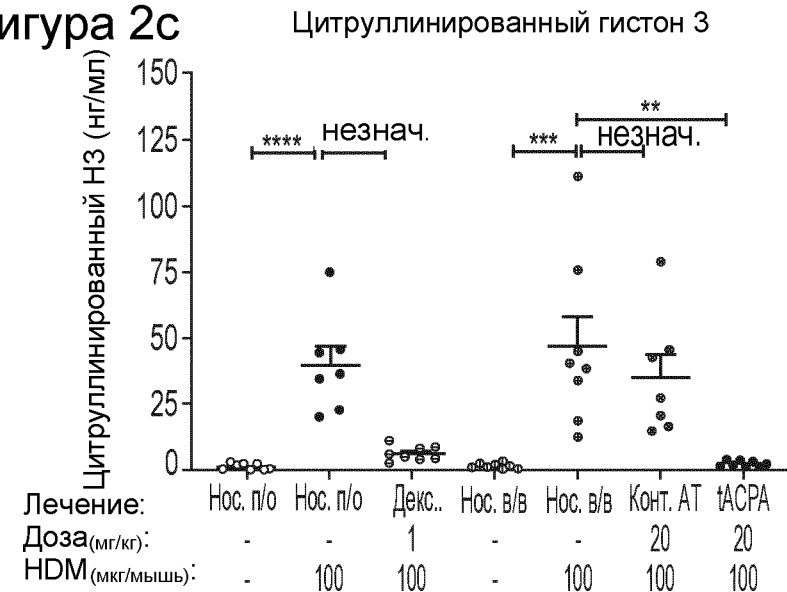 игура 2с
Цитруллинированный гистон 3
Цитруллинированный H3 (нг/мл)
150
125
100
75
50
25
0
**** незнач. *** незнач. **
Нос. п/о Нос. п/о Декс.. Нос. в/в Нос. в/в Конт. АТ tACPA
Лечение:
Доза(мг/кг): - - 1 - - 20 20
HDM(мкг/мышь): - 100 100 - 100 100 100